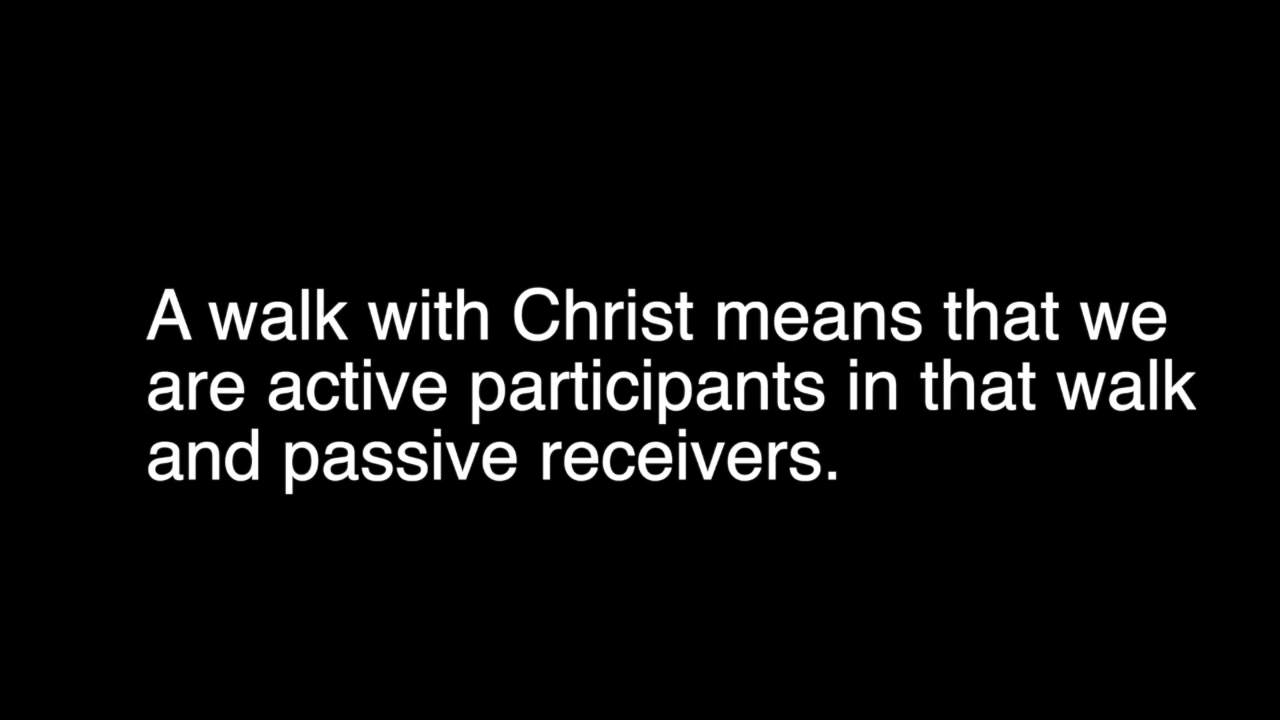 A walk with Christ means that we
are active participants in that walk
and passive receivers.